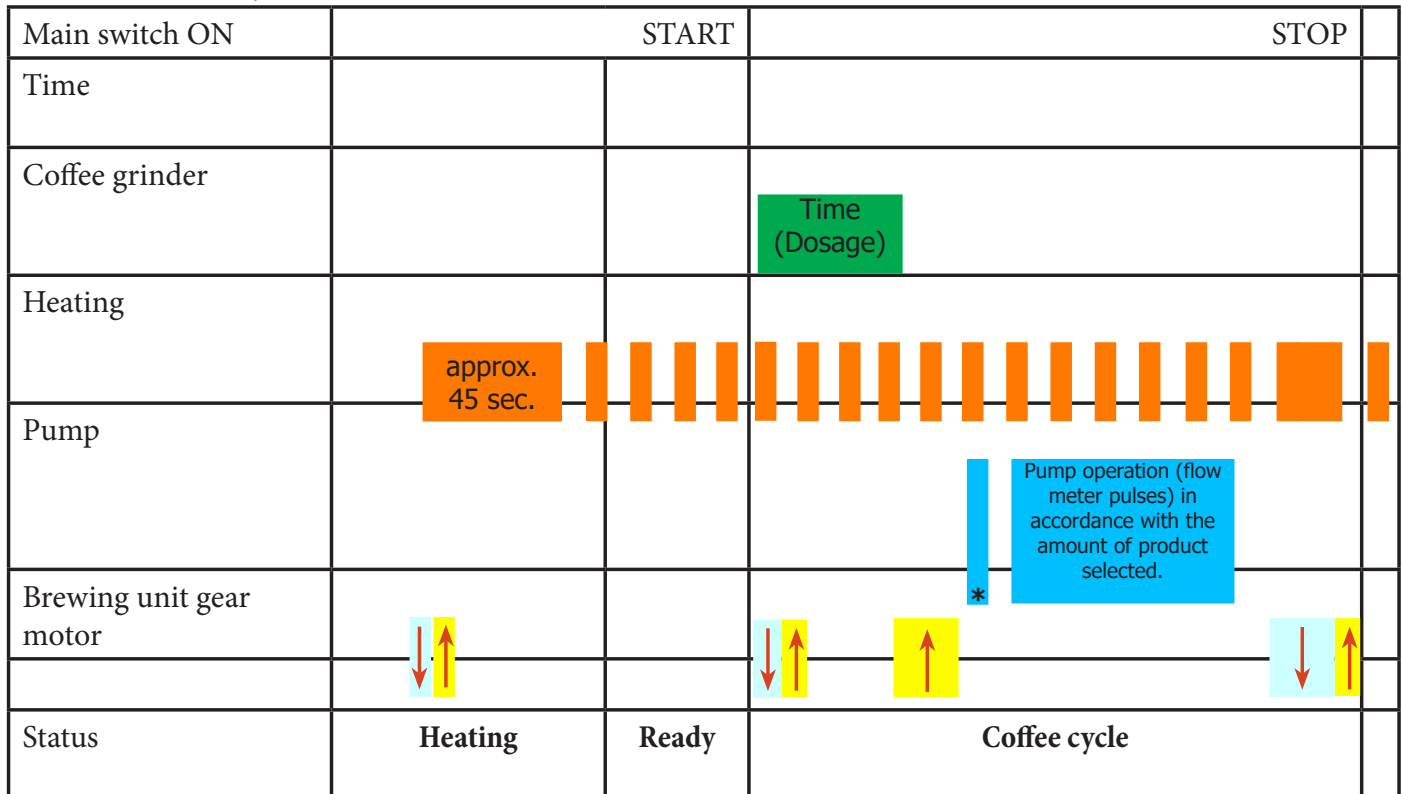 Main switch ON
START
STOP
Time
Coffee grinder
Time
(Dosage)
Heating
approx.
45 sec.
Pump
Pump operation (flow
meter pulses) in
accordance with the
amount of product
selected.
*
Brewing unit gear
motor
Status
Heating
Ready
Coffee cycle